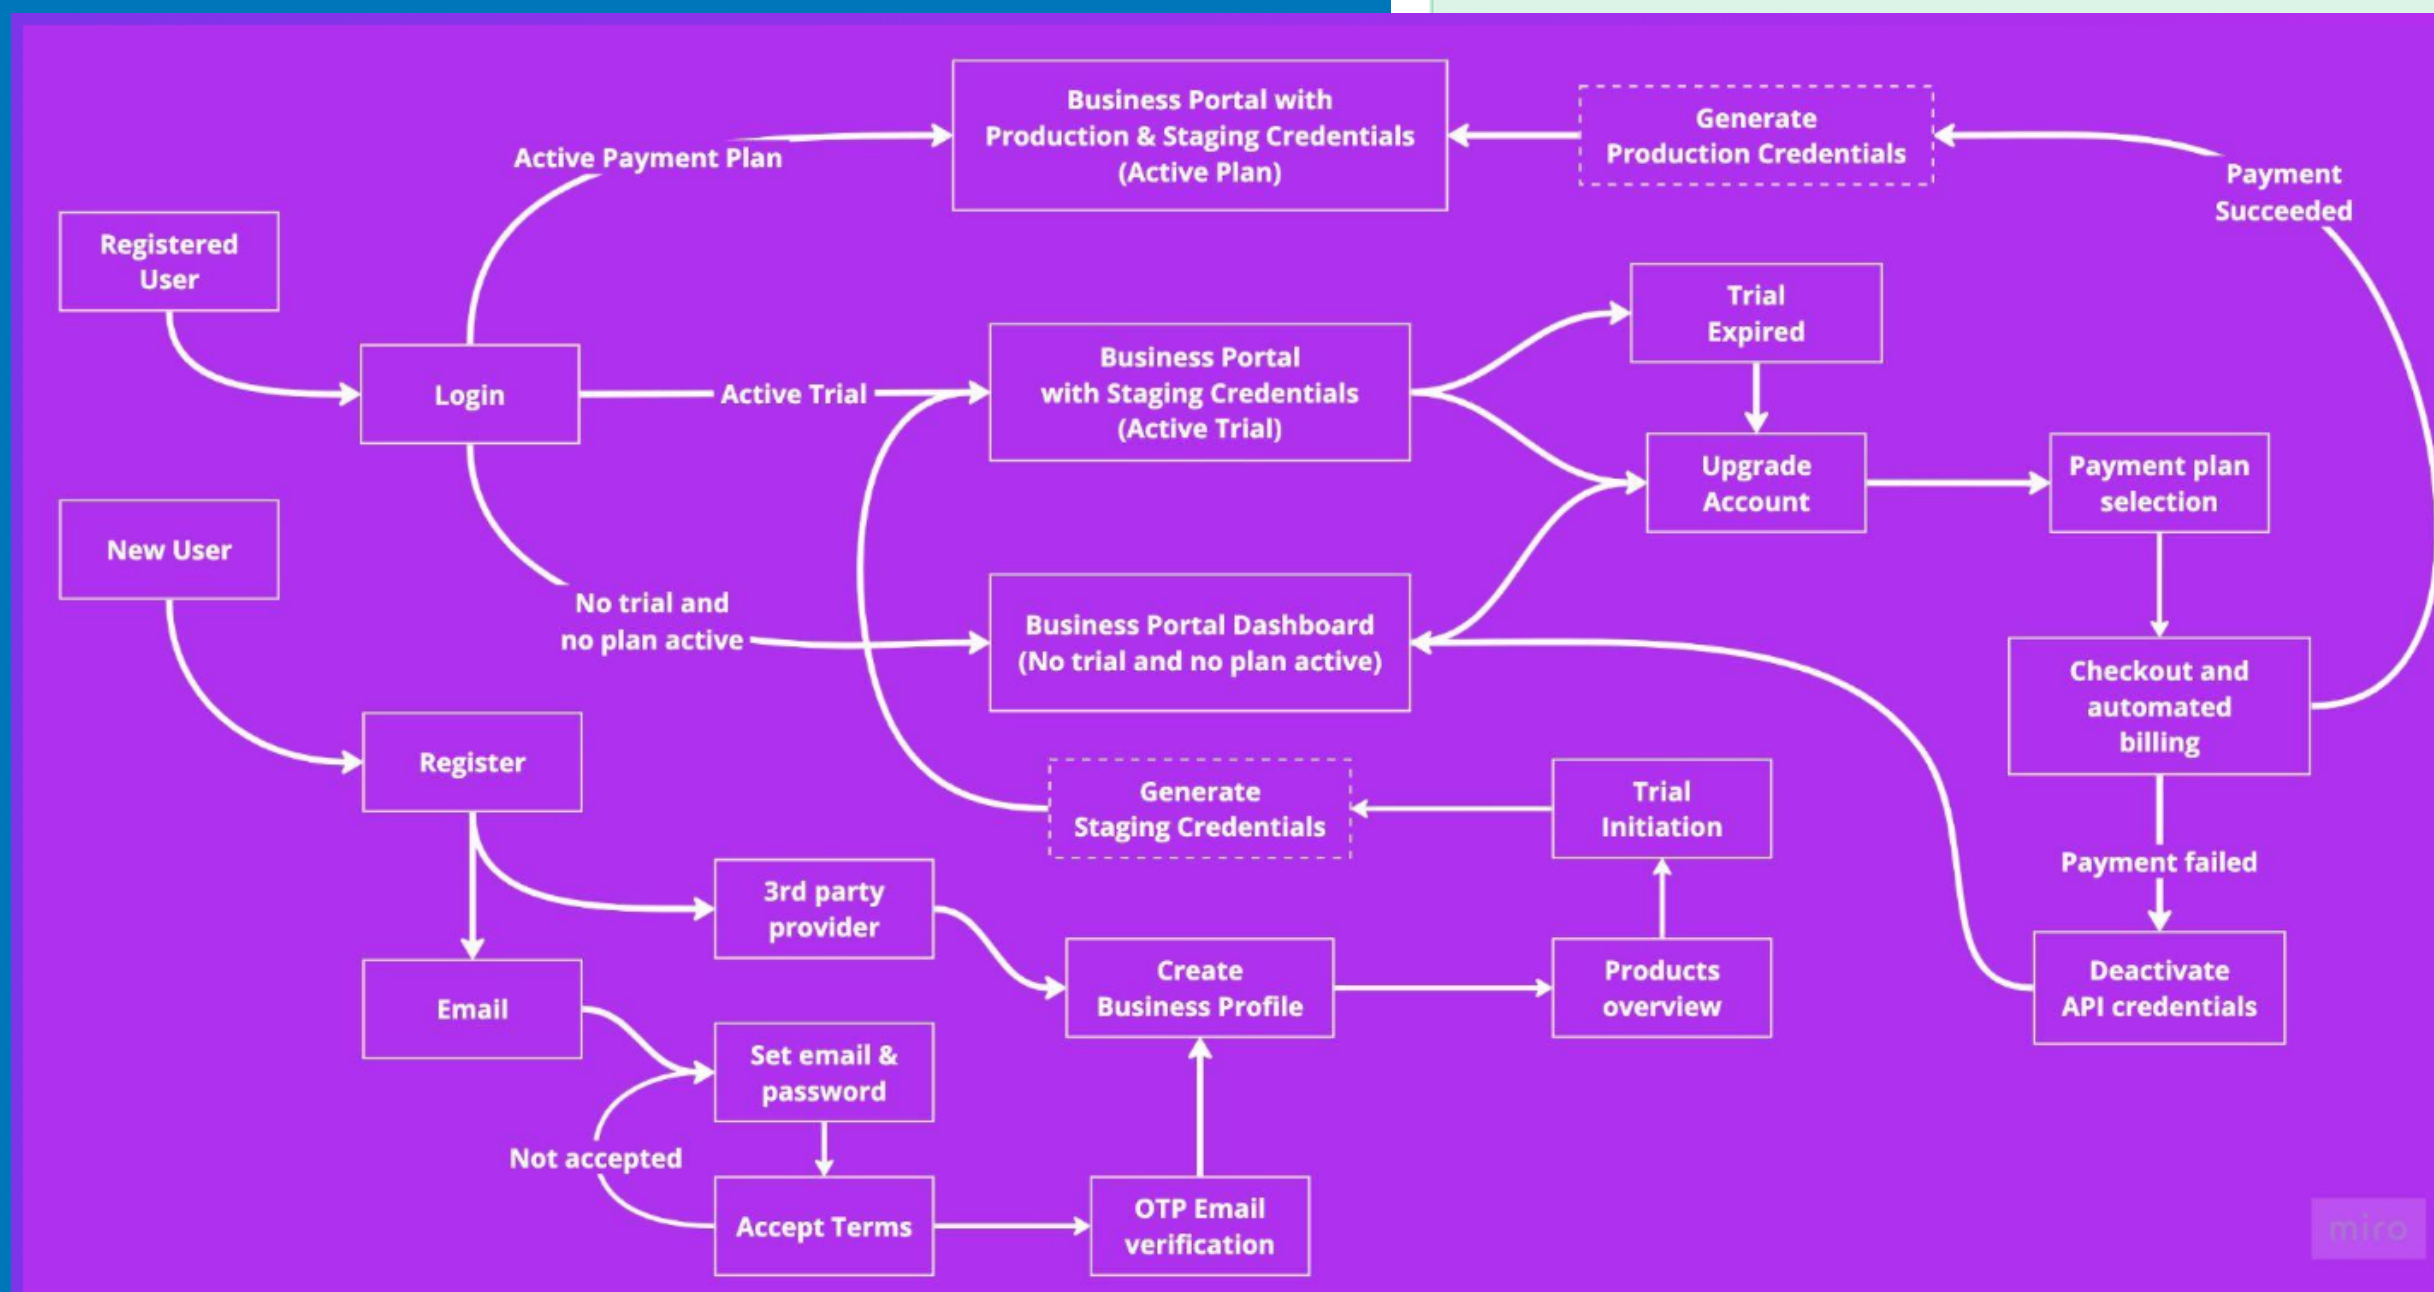 Business Portal with
Production & Staging Credentials
(Active Plan)
Generate
Production Credentials
Active Payment Plan
Payment
Succeeded
Registered
User
Trial
Expired
Login
Active Trial
Business Portal
with Staging Credentials
(Active Trial)
Upgrade
Account
Payment plan
selection
New User
No trial and
no plan active
Business Portal Dashboard
(No trial and no plan active)
Checkout and
automated
billing
Register
Generate
Staging Credentials
Trial
Initiation
Payment failed
3rd party
provider
Email
Create
Business Profile
Products
overview
Deactivate
API credentials
Set email &
password
Not accepted
Accept Terms
OTP Email
verification
miro